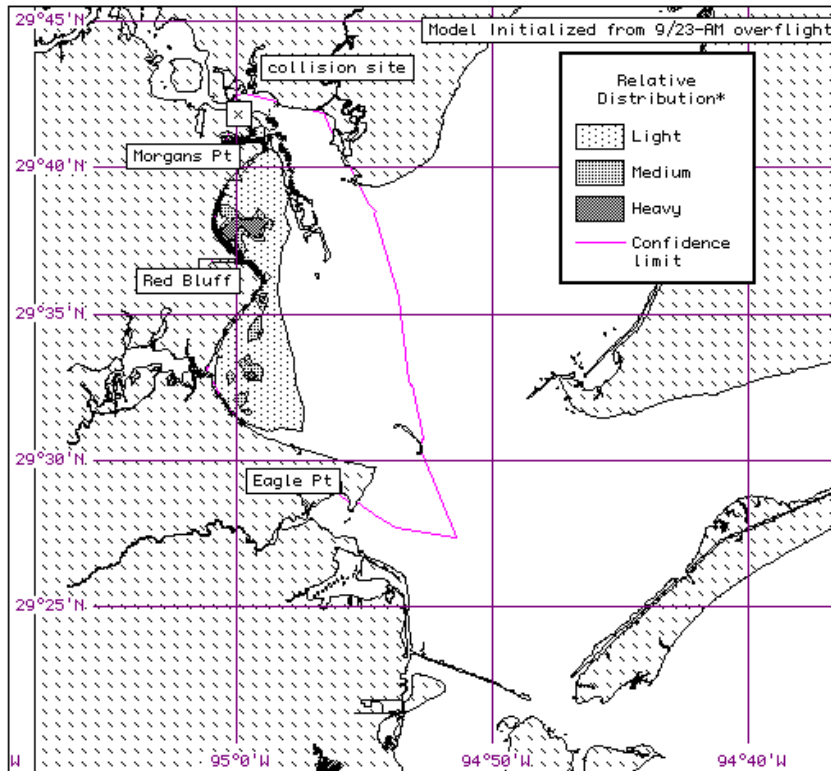 29°45'N
Model Initialized from 9/23-AM overflight
collision site
Relative
Distribution*
Light
Medium
Heavy
Confidence
limit
Morgans Pt
29°40'N
Red Bluff
29°35'N
29°30'N
Eagle Pt
29°25'N
W
95°0'W
94°50'W
94°40'W